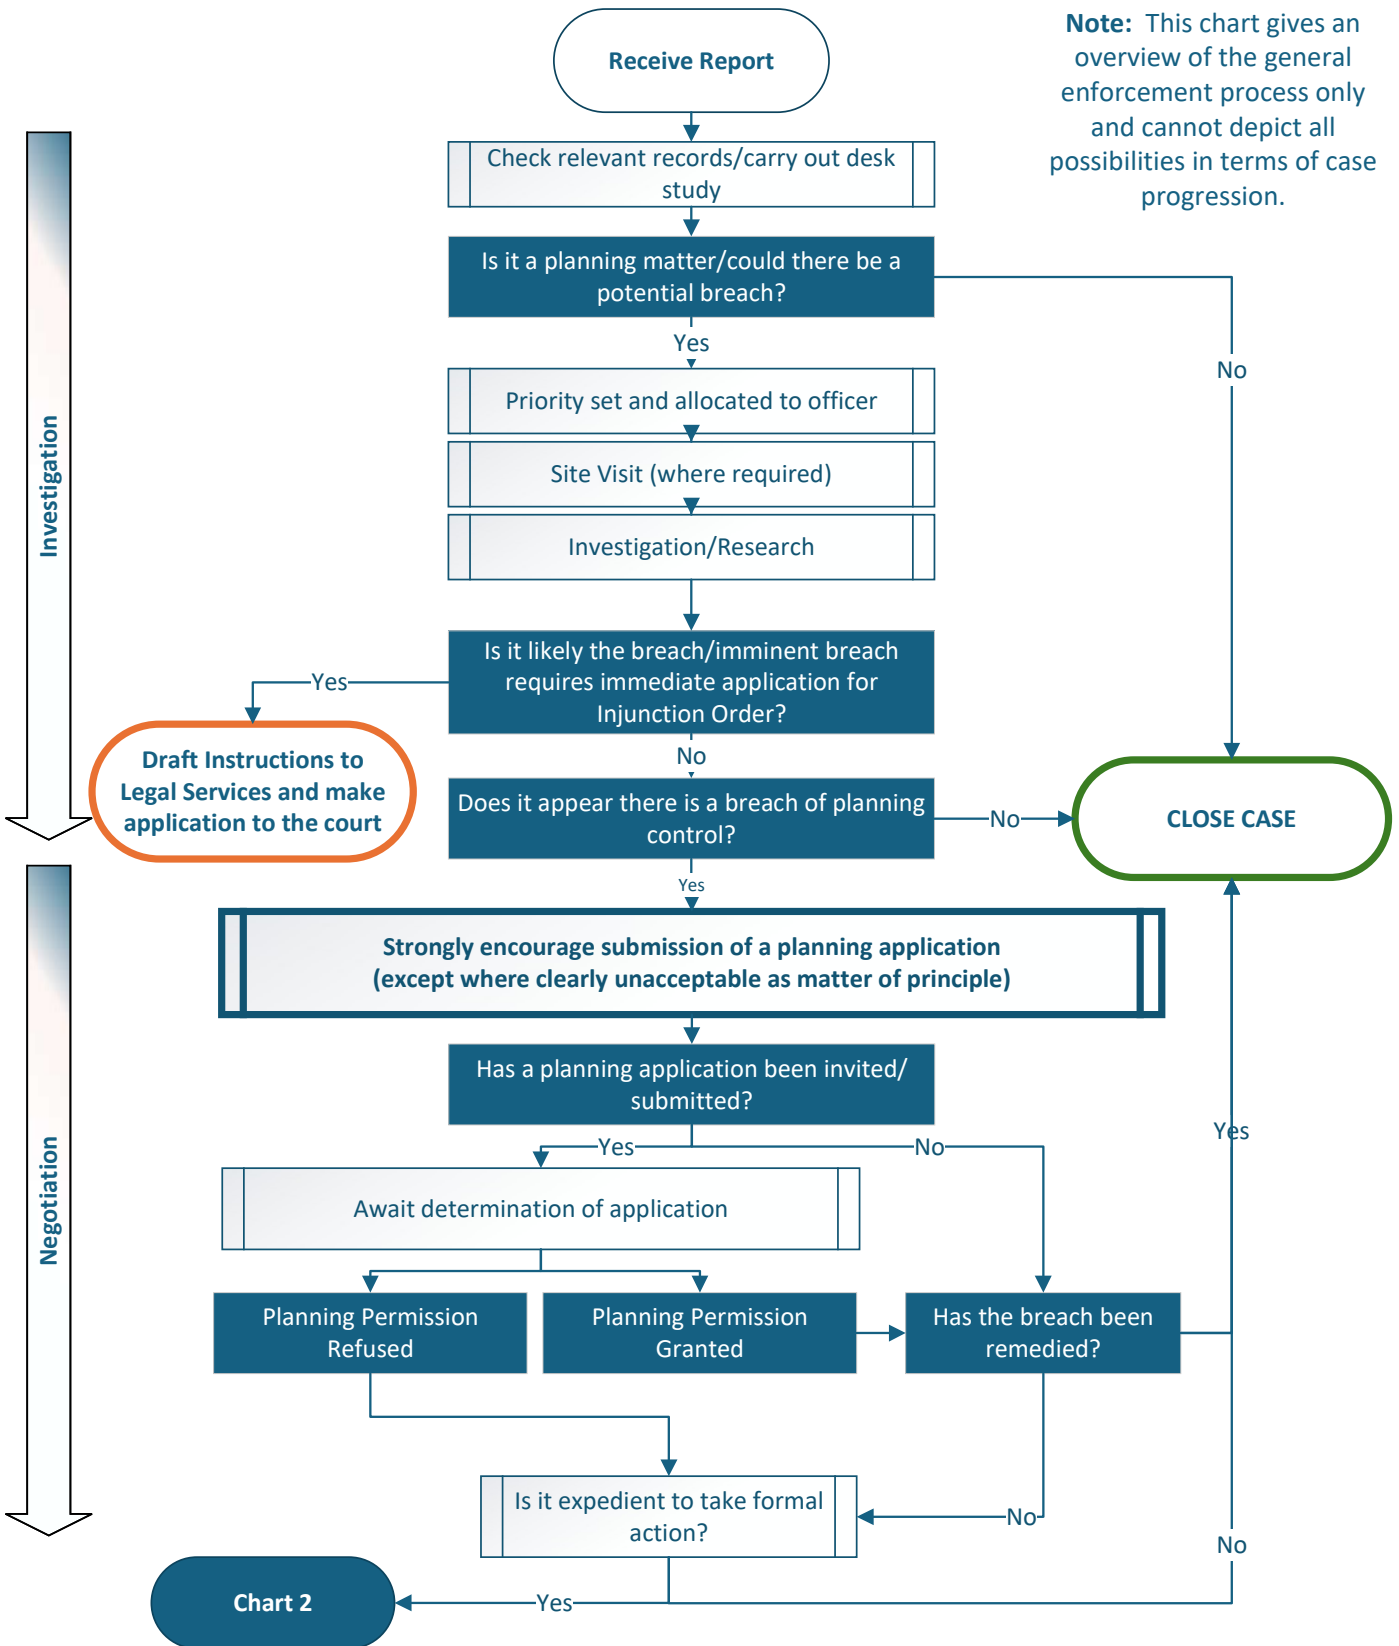 Receive Report
Note:  This chart gives an
overview of the general
enforcement process only
and cannot depict all
possibilities in terms of case
progression.
Check relevant records/carry out desk
study
Is it a planning matter/could there be a
potential breach?
Yes
No
Priority set and allocated to officer
Site Visit (where required)
Investigation/Research
Investigation
Is it likely the breach/imminent breach
requires immediate application for
Injunction Order?
Yes
No
Draft Instructions to
Legal Services and make
application to the court
Does it appear there is a breach of planning
control?
No
CLOSE CASE
Yes
Strongly encourage submission of a planning application
(except where clearly unacceptable as matter of principle)
Has a planning application been invited/
submitted?
Yes
No
Yes
Negotiation
Await determination of application
Planning Permission
Refused
Planning Permission
Granted
Has the breach been
remedied?
Is it expedient to take formal
action?
No
No
Chart 2
Yes